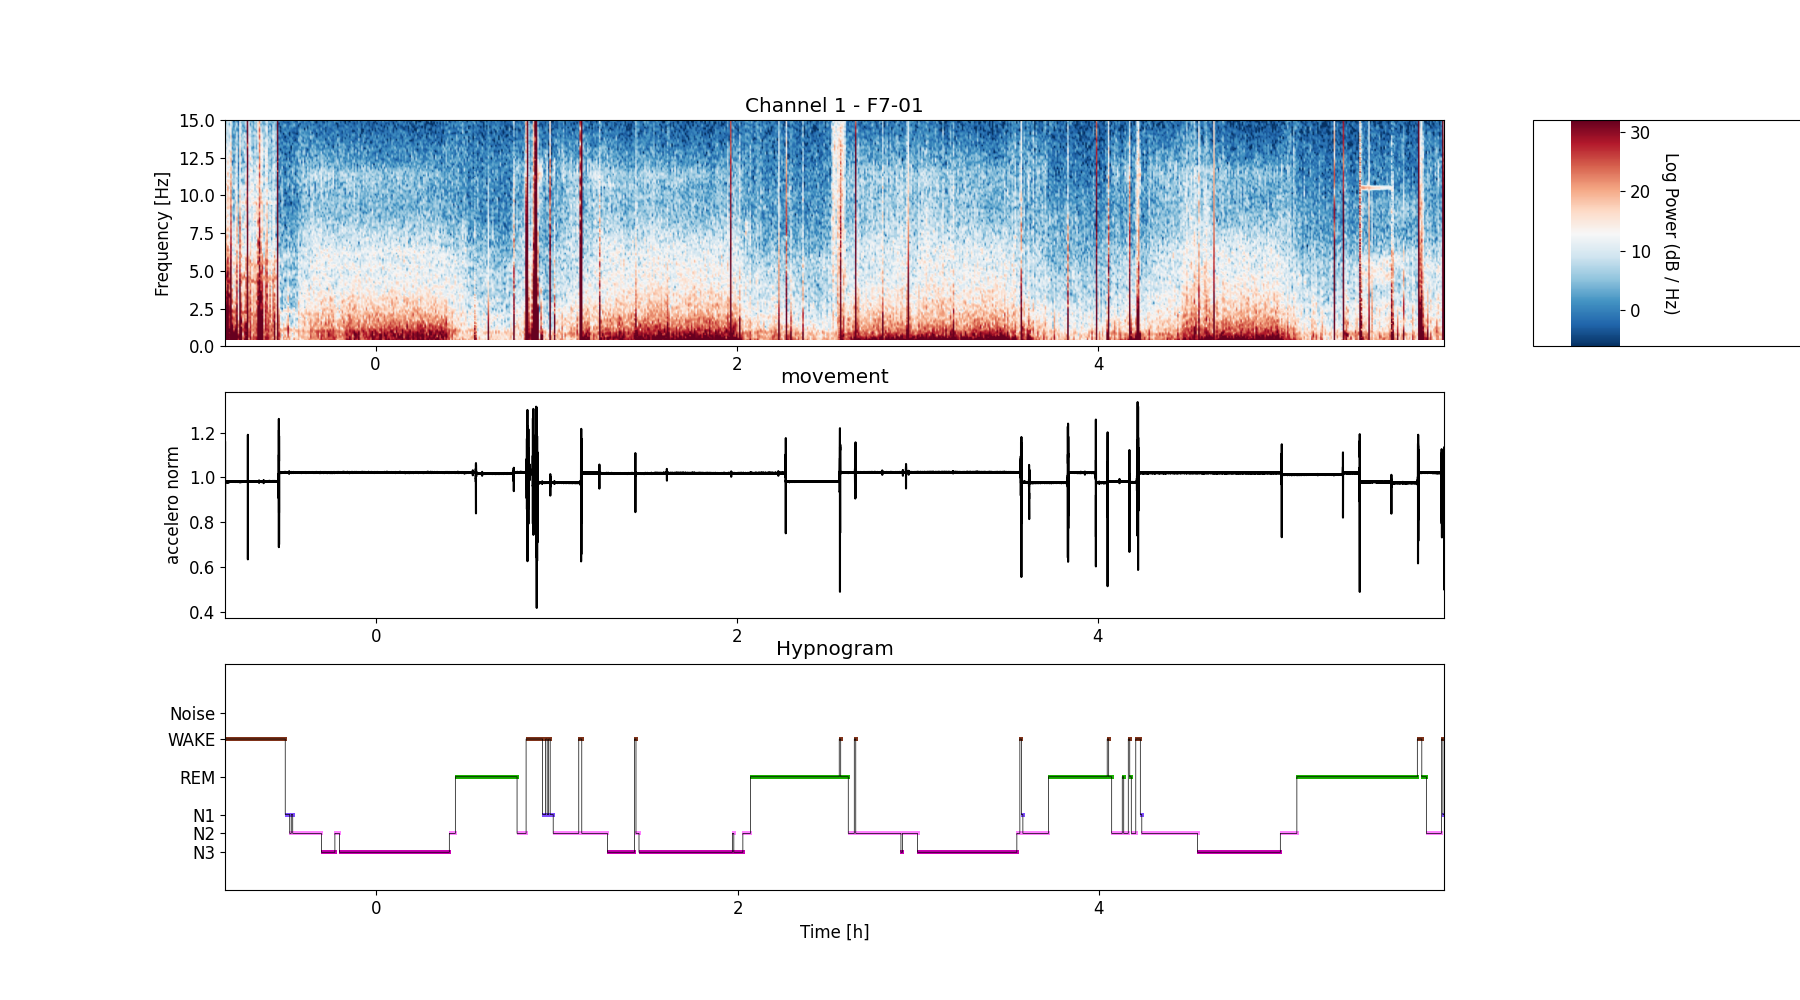 Channel 1 - F7-01
15.0
12.5
10.0
7.5
5.0
2.5
0.0
Frequency [Hz]
0 2 4
30
20
10
0
Log Power (dB / Hz)
movement
1.2
1.0
0.8
0.6
0.4
accelero norm
0 2 4
Hypnogram
Noise
WAKE
REM
N1
N2
N3
0 2 4
Time [h]